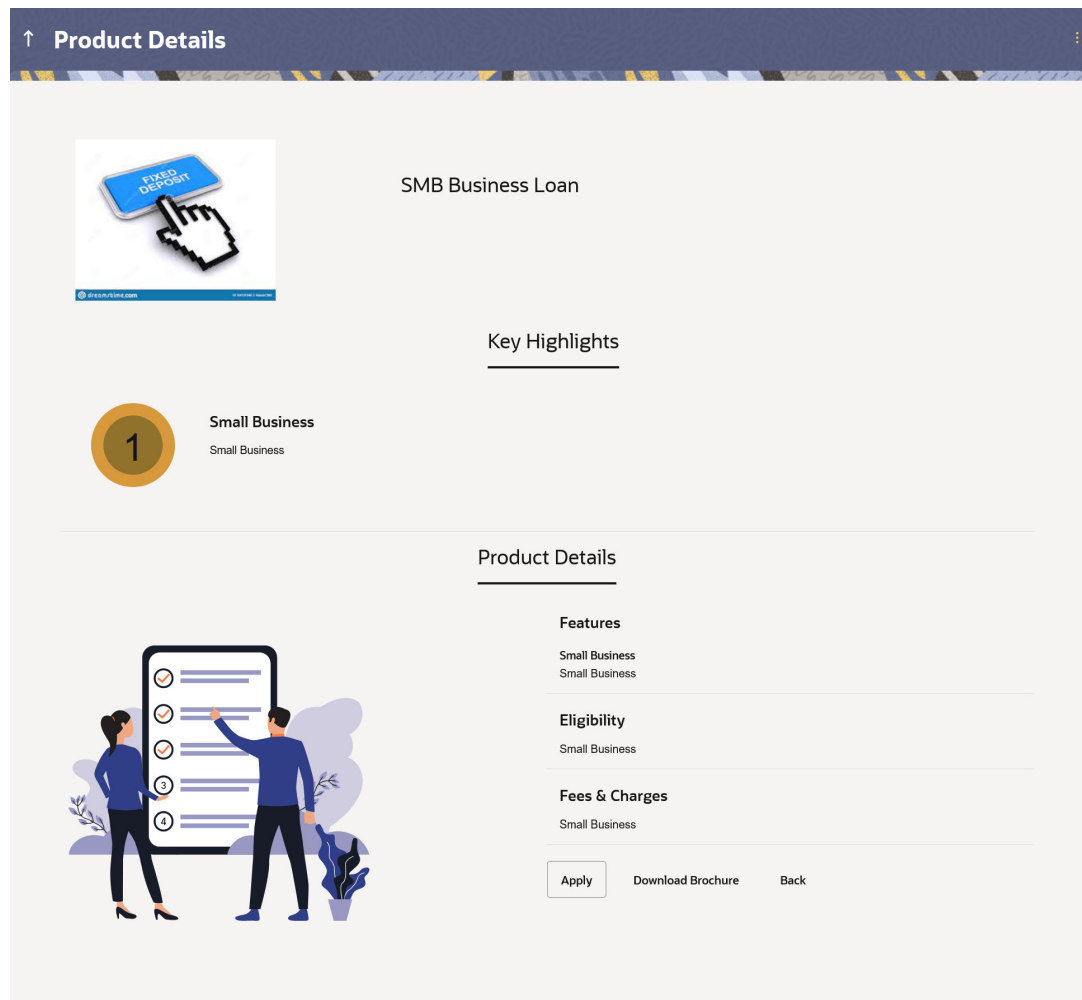 Product Details
FIXED
DEPOSIT
SMB Business Loan
dreamstime.com
Key Highlights
1
Small Business
Small Business
Product Details
Features
Small Business
Small Business
Eligibility
Small Business
Fees & Charges
Small Business
3
4
Apply Download Brochure Back